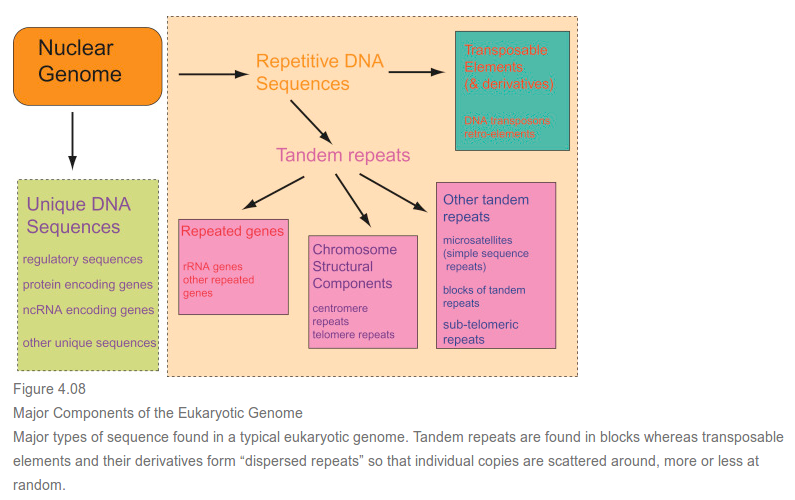 Nuclear
Genome
Repetitive DNA
Sequences
Transposable
Elements
(& derivatives)
DNA transposons
retro-elements
Tandem repeats
Unique DNA
Sequences
regulatory sequences
protein encoding genes
ncRNA encoding genes
other unique sequences
Repeated genes
rRNA genes
other repeated
genes
Chromosome
Structural
Components
centromere
repeats
telomere repeats
Other tandem
repeats
microsatellites
(simple sequence
repeats)
blocks of tandem
repeats
sub-telomeric
repeats
Figure 4.08
Major Components of the Eukaryotic Genome
Major types of sequence found in a typical eukaryotic genome. Tandem repeats are found in blocks whereas transposable
elements and their derivatives form “dispersed repeats” so that individual copies are scattered around, more or less at
random.